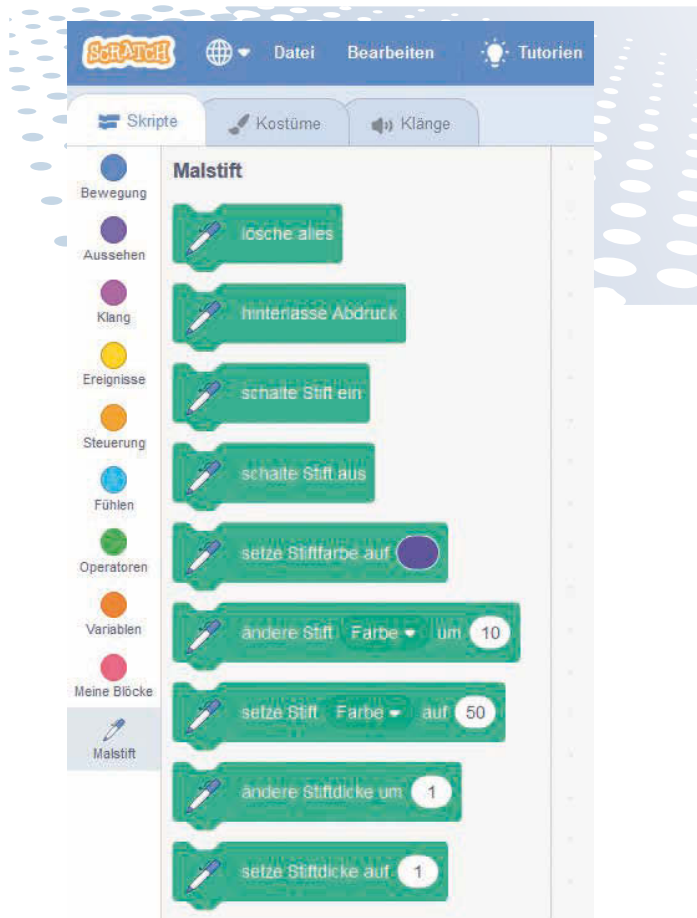 SCRATCH Datei Bearbeiten Tutorien
Skripte Kostüme Klänge
Malstift
Bewegung
Aussehen
Klang
Ereignisse
Steuerung
Fühlen
Operatoren
Variablen
Meine Blöcke
Malstift
lösche alles
hinterlasse Abdruck
schalte Stift ein
schalte Stift aus
setze Stiftfarbe auf
ändere Stift Farbe um 10
setze Stift Farbe auf 50
ändere Stiftdicke um 1
setze Stiftdicke auf 1